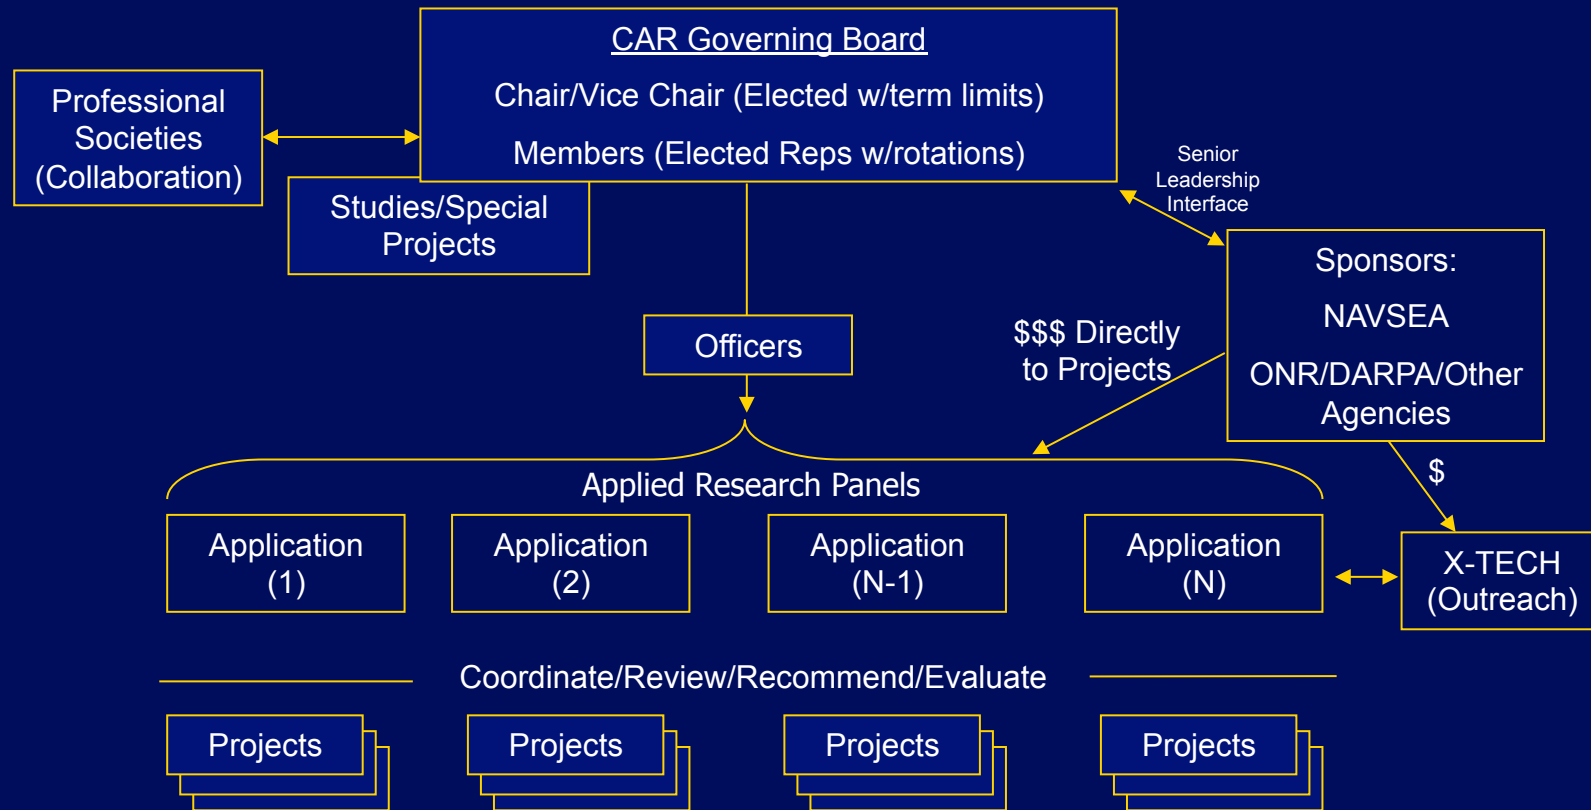 CAR Governing Board
Chair/Vice Chair (Elected w/term limits)
Members (Elected Reps w/rotations)
Professional
Societies
(Collaboration)
Studies/Special
Projects
Senior
Leadership
Interface
Sponsors:
NAVSEA
ONR/DARPA/Other
Agencies
Officers
$$$ Directly
to Projects
$
Applied Research Panels
Application
(1)
Application
(2)
Application
(N-1)
Application
(N)
X-TECH
(Outreach)
Coordinate/Review/Recommend/Evaluate
Projects
Projects
Projects
Projects